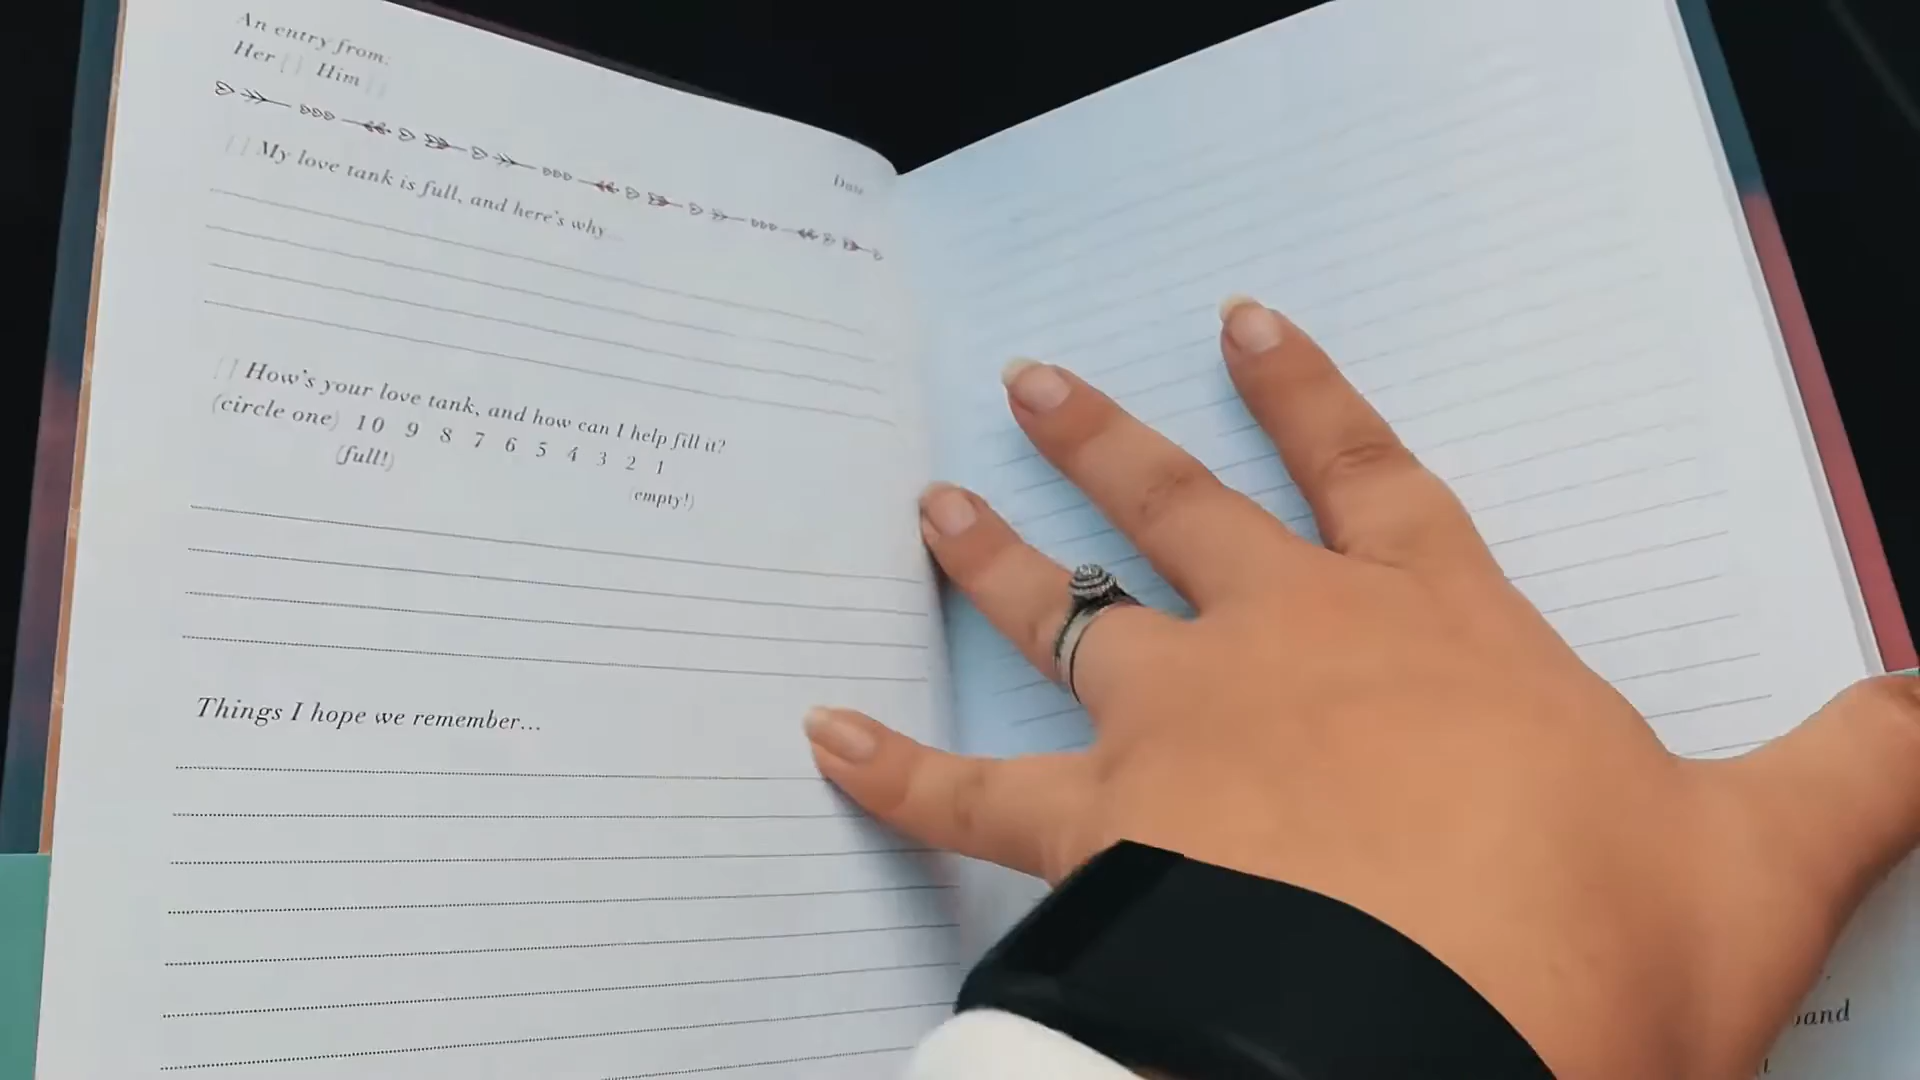 An entry from:
Her [ ] Him [ ]
Date
[ ] My love tank is full, and here's why...
[ ] How's your love tank, and how can I help fill it?
(circle one) 10 9 8 7 6 5 4 3 2 1
(full!)
(empty!)
Things I hope we remember...